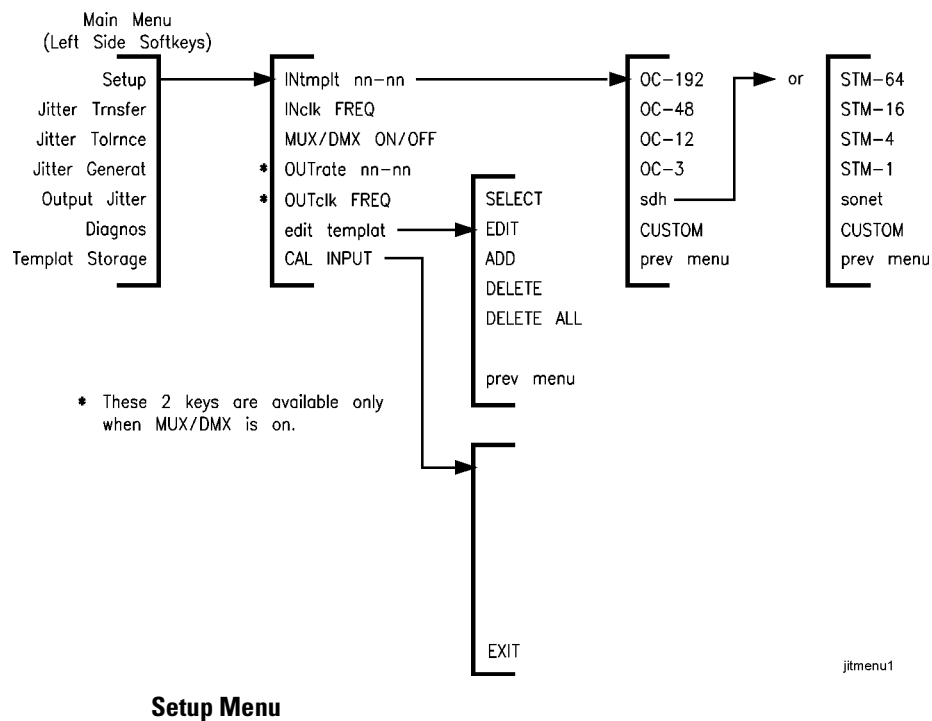 Main Menu
(Left Side Softkeys)
Setup
Jitter Trnsfer
Jitter Tolrnce
Jitter Generat
Output Jitter
Diagnos
Templat Storage
INtmplt nn-nn
INclk FREQ
MUX/DMX ON/OFF
* OUTrate nn-nn
* OUTclk FREQ
edit templat
CAL INPUT
SELECT
EDIT
ADD
DELETE
DELETE ALL
prev menu
OC-192
OC-48
OC-12
OC-3
sdh
CUSTOM
prev menu
or
STM-64
STM-16
STM-4
STM-1
sonet
CUSTOM
prev menu
* These 2 keys are available only
when MUX/DMX is on.
EXIT
jitmenu1
Setup Menu